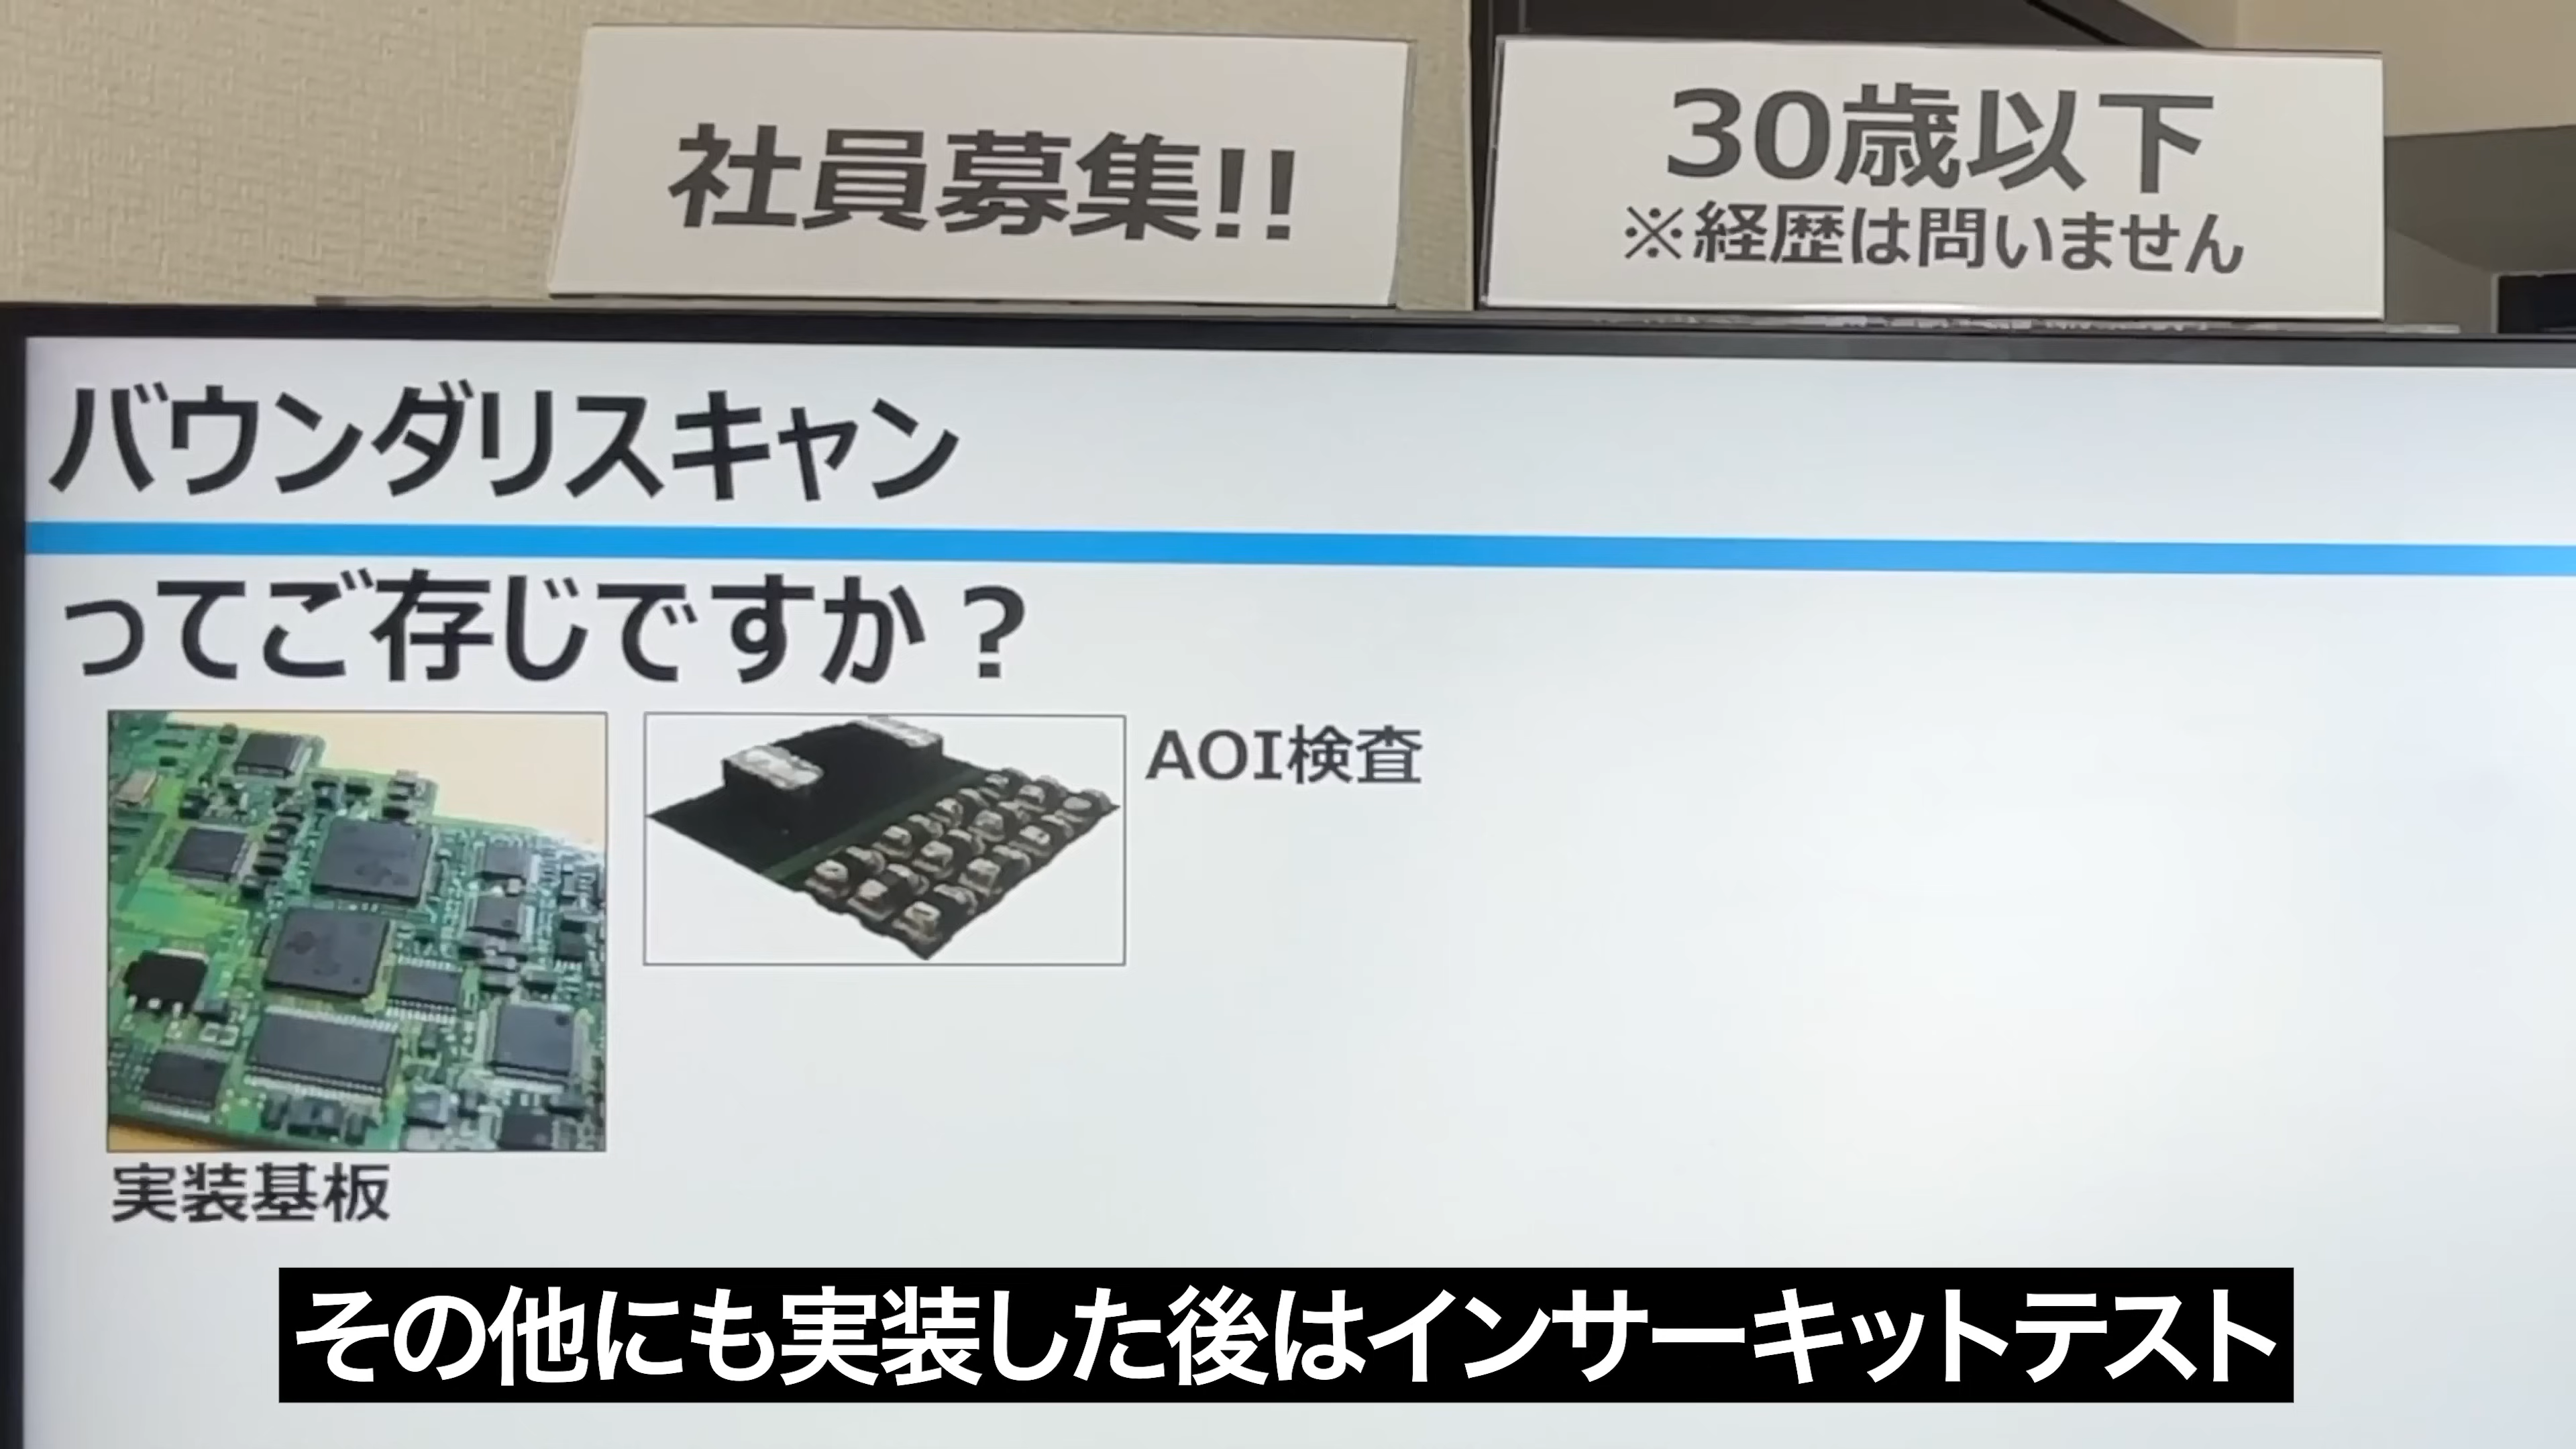 社員募集!!
30歳以下
※経歴は問いません
バウンダリスキャン
ってご存じですか？
AOI検査
実装基板
その他にも実装した後はインサーキットテスト